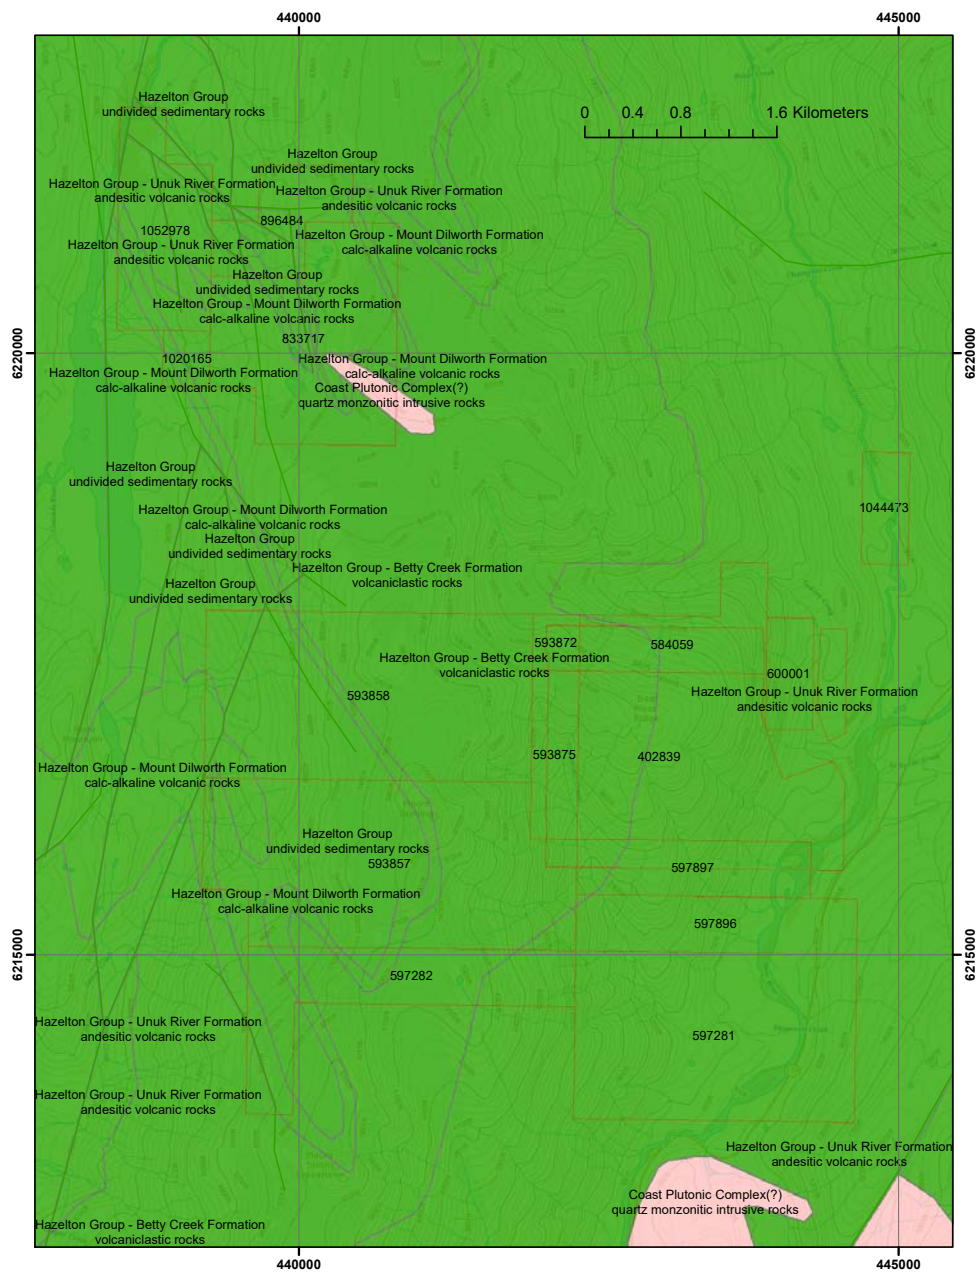 440000
445000
Hazelton Group
undivided sedimentary rocks
0 0.4 0.8 1.6 Kilometers
Hazelton Group
undivided sedimentary rocks
Hazelton Group - Unuk River Formation
andesitic volcanic rocks
Hazelton Group - Unuk River Formation
andesitic volcanic rocks
896484
1052978
Hazelton Group - Mount Dilworth Formation
calc-alkaline volcanic rocks
Hazelton Group - Unuk River Formation
andesitic volcanic rocks
Hazelton Group
undivided sedimentary rocks
Hazelton Group - Mount Dilworth Formation
calc-alkaline volcanic rocks
833717
6220000
6220000
1020165
Hazelton Group - Mount Dilworth Formation
calc-alkaline volcanic rocks
Hazelton Group - Mount Dilworth Formation
calc-alkaline volcanic rocks
Coast Plutonic Complex(?)
quartz monzonitic intrusive rocks
Hazelton Group
undivided sedimentary rocks
1044473
Hazelton Group - Mount Dilworth Formation
calc-alkaline volcanic rocks
Hazelton Group
undivided sedimentary rocks
Hazelton Group - Betty Creek Formation
volcaniclastic rocks
Hazelton Group
undivided sedimentary rocks
593872
584059
Hazelton Group - Betty Creek Formation
volcaniclastic rocks
600001
Hazelton Group - Unuk River Formation
andesitic volcanic rocks
593858
593875
402839
Hazelton Group - Mount Dilworth Formation
calc-alkaline volcanic rocks
Hazelton Group
undivided sedimentary rocks
593857
597897
Hazelton Group - Mount Dilworth Formation
calc-alkaline volcanic rocks
597896
6215000
6215000
597282
Hazelton Group - Unuk River Formation
andesitic volcanic rocks
597281
Hazelton Group - Unuk River Formation
andesitic volcanic rocks
Hazelton Group - Unuk River Formation
andesitic volcanic rocks
Coast Plutonic Complex(?)
quartz monzonitic intrusive rocks
Hazelton Group - Betty Creek Formation
volcaniclastic rocks
440000
445000